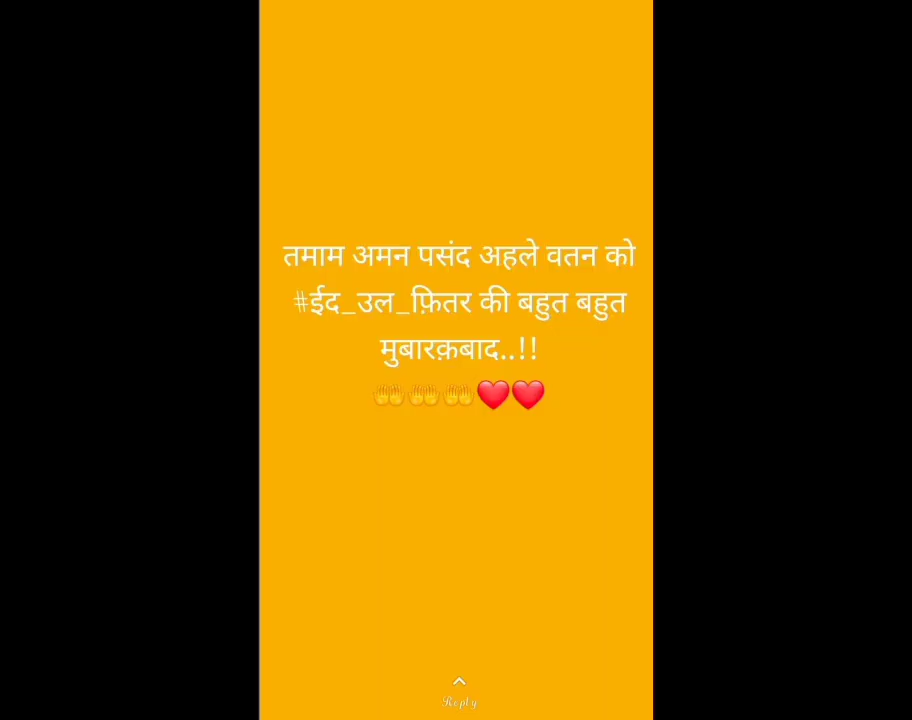 तमाम अमन पसंद अहले वतन को
#ईद_उल_फ़ितर की बहुत बहुत
मुबारक़बाद..!!
🤲🤲🤲❤️❤️
Reply